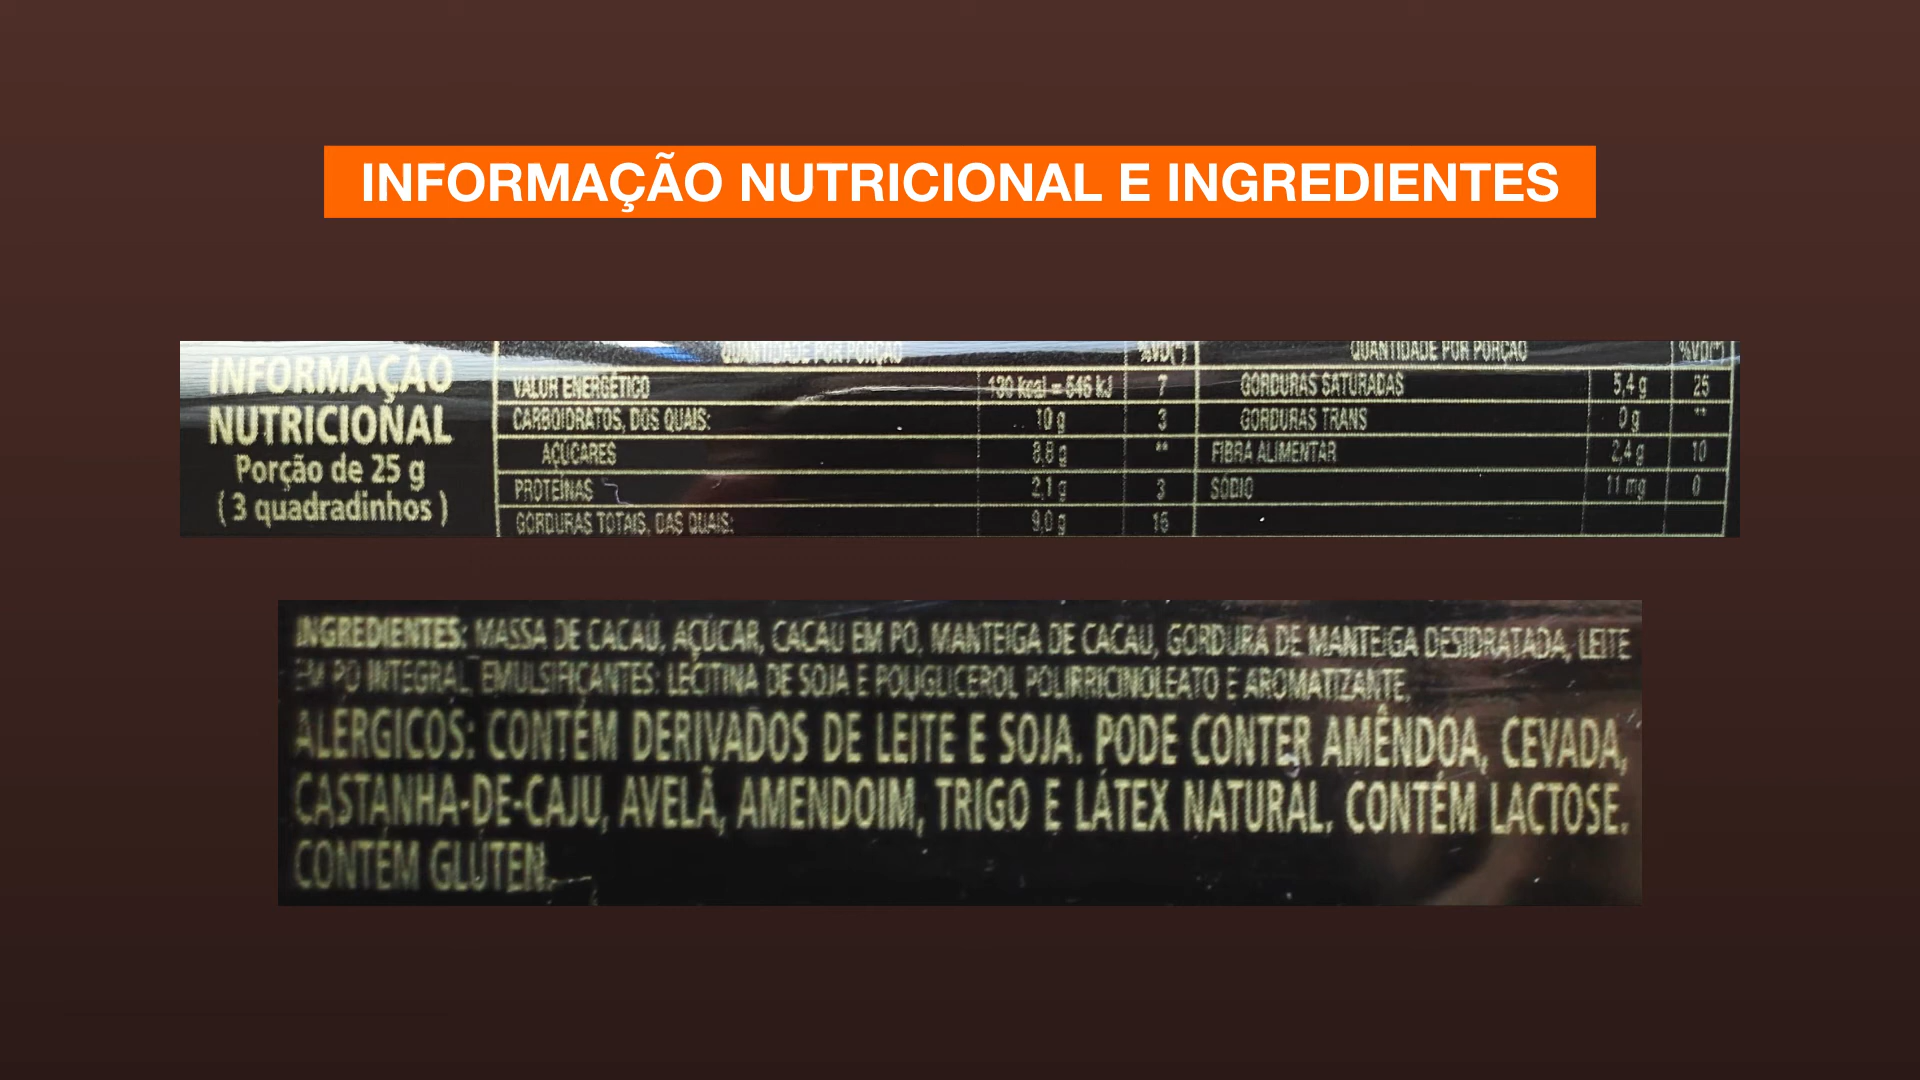 INFORMAÇÃO NUTRICIONAL E INGREDIENTES
INFORMAÇÃO
NUTRICIONAL
Porção de 25 g
( 3 quadradinhos )
QUANTIDADE POR PORÇÃO %VD(*) QUANTIDADE POR PORÇÃO %VD(*)
VALOR ENERGÉTICO 130 kcal = 546 kJ 7 GORDURAS SATURADAS 5,4 g 25
CARBOIDRATOS, DOS QUAIS: 10 g 3 GORDURAS TRANS 0 g **
AÇÚCARES 8,8 g ** FIBRA ALIMENTAR 2,4 g 10
PROTEÍNAS 2,1 g 3 SÓDIO 11 mg 0
GORDURAS TOTAIS, DAS QUAIS: 9,0 g 16
INGREDIENTES: MASSA DE CACAU, AÇÚCAR, CACAU EM PÓ, MANTEIGA DE CACAU, GORDURA DE MANTEIGA DESIDRATADA, LEITE
EM PÓ INTEGRAL, EMULSIFICANTES: LECITINA DE SOJA E POLIGLICEROL POLIRRICINOLEATO E AROMATIZANTE.
ALÉRGICOS: CONTÉM DERIVADOS DE LEITE E SOJA. PODE CONTER AMÊNDOA, CEVADA,
CASTANHA-DE-CAJU, AVELÃ, AMENDOIM, TRIGO E LÁTEX NATURAL. CONTÉM LACTOSE.
CONTÉM GLÚTEN.